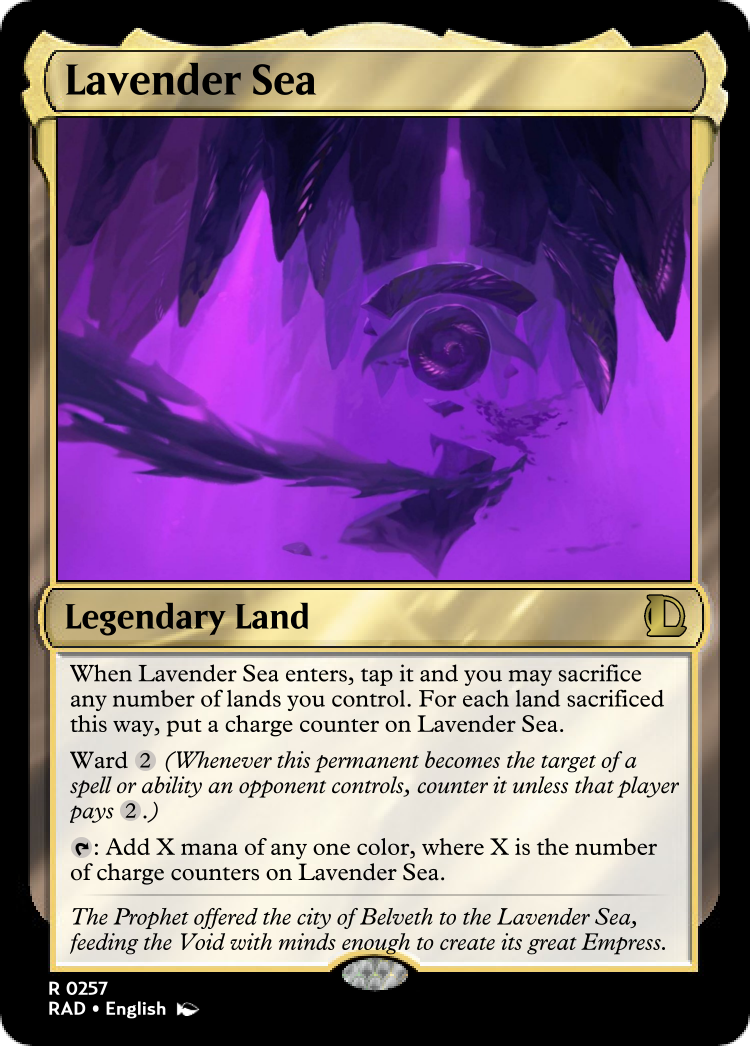 Lavender Sea
Legendary Land
When Lavender Sea enters, tap it and you may sacrifice
any number of lands you control. For each land sacrificed
this way, put a charge counter on Lavender Sea.
Ward 2 (Whenever this permanent becomes the target of a
spell or ability an opponent controls, counter it unless that player
pays 2.)
: Add X mana of any one color, where X is the number
of charge counters on Lavender Sea.
The Prophet offered the city of Belveth to the Lavender Sea,
feeding the Void with minds enough to create its great Empress.
R 0257
RAD • English